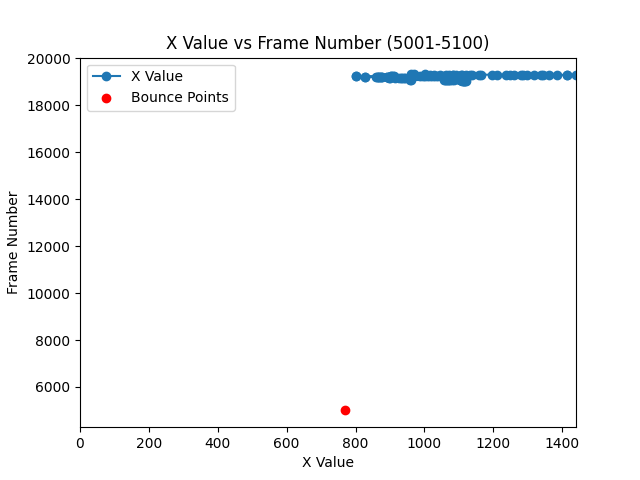 X Value vs Frame Number (5001-5100)
X Value
Bounce Points
Frame Number
20000
18000
16000
14000
12000
10000
8000
6000
0 200 400 600 800 1000 1200 1400
X Value